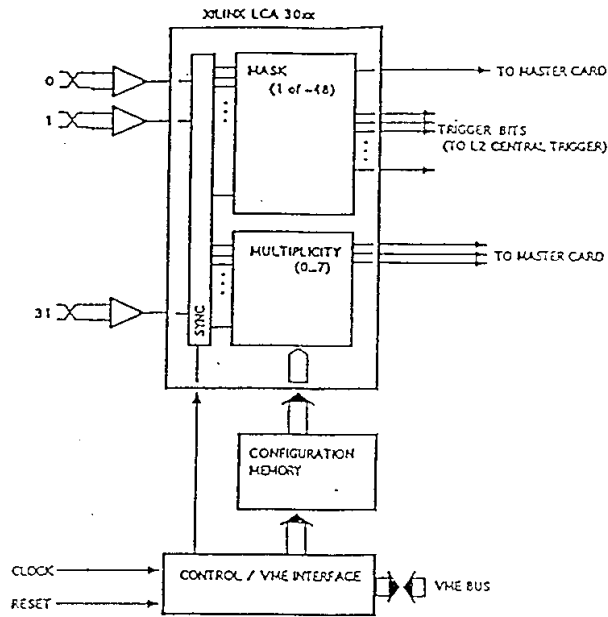 XILINX LCA 30xx
MASK
(1 of ~48)
0
1
31
SYNC
TO MASTER CARD
TRIGGER BITS
(TO L2 CENTRAL TRIGGER)
MULTIPLICITY
(0_7)
TO MASTER CARD
CONFIGURATION
MEMORY
CLOCK
RESET
CONTROL / VME INTERFACE
VME BUS